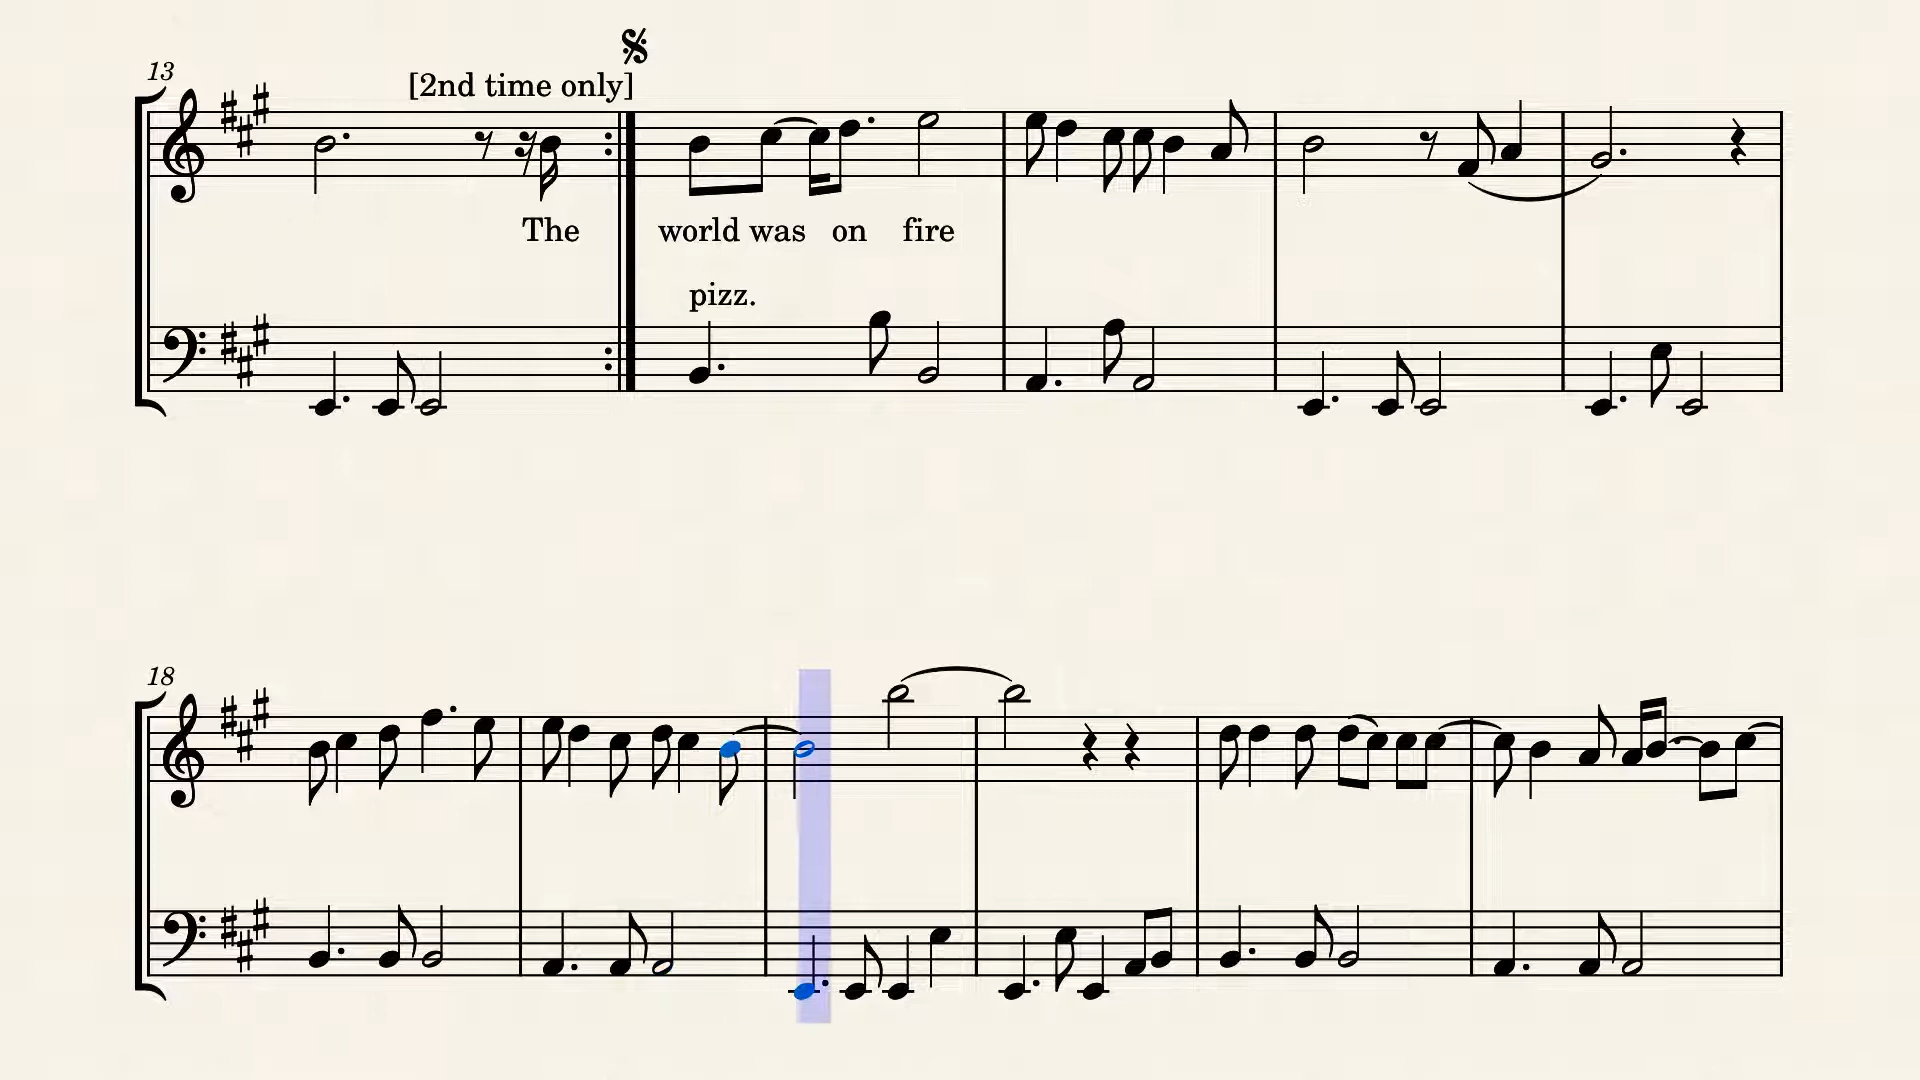 13
[2nd time only]
The world was on fire
pizz.
18